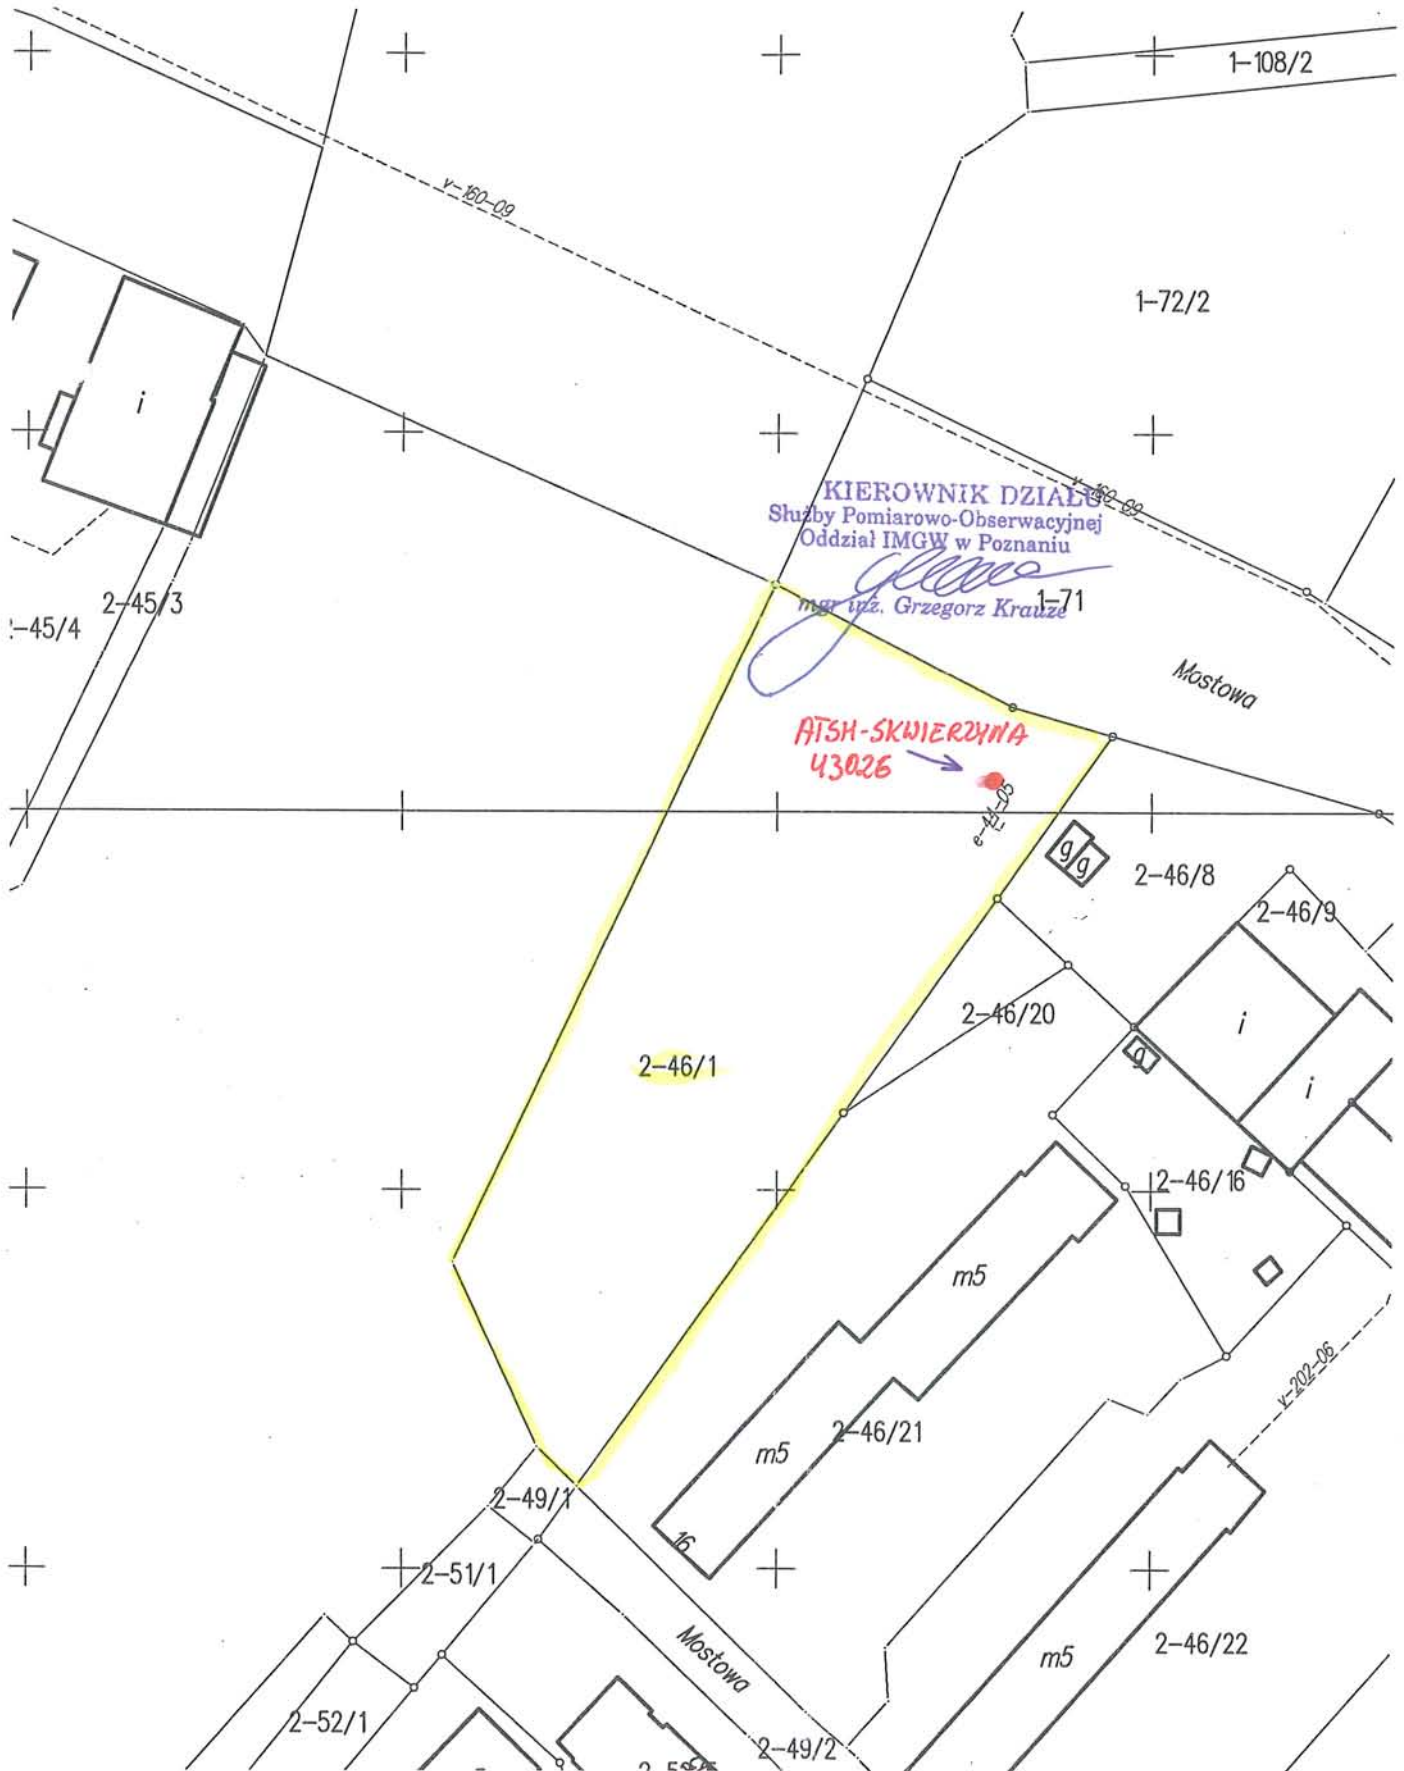 1-108/2
v-160-09
1-72/2
i
KIEROWNIK DZIAŁU
Służby Pomiarowo-Obserwacyjnej
Oddział IMGW w Poznaniu
mgr inż. Grzegorz Krauze
v-160-09
1-71
2-45/3
2-45/4
Mostowa
ATSH-SKWIERZYNA
43026
e-44-05
g
g
2-46/8
2-46/9
2-46/20
i
2-46/1
g
i
2-46/16
m5
v-202-06
2-46/21
m5
2-49/1
16
2-51/1
Mostowa
2-46/22
m5
2-52/1
2-49/2